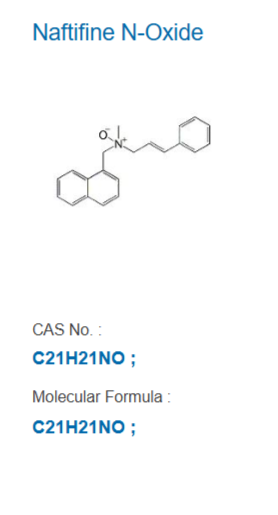 Naftifine N-Oxide
O⁻
N⁺
CAS No. :
C21H21NO ;
Molecular Formula :
C21H21NO ;